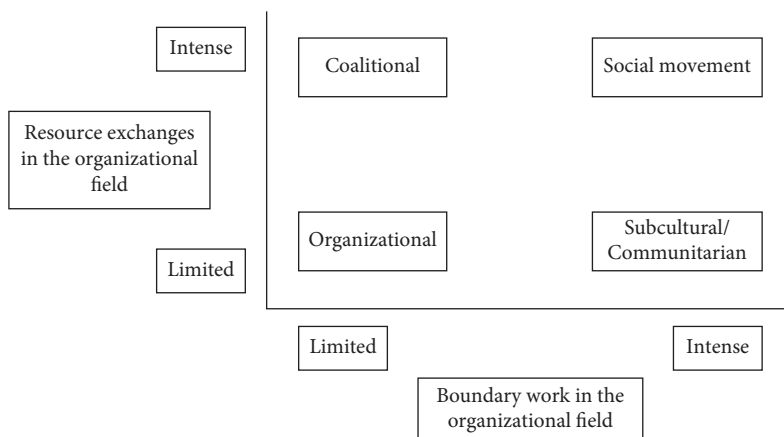 Intense
Coalitional
Social movement
Resource exchanges
in the organizational
field
Organizational
Subcultural/
Communitarian
Limited
Limited
Intense
Boundary work in the
organizational field